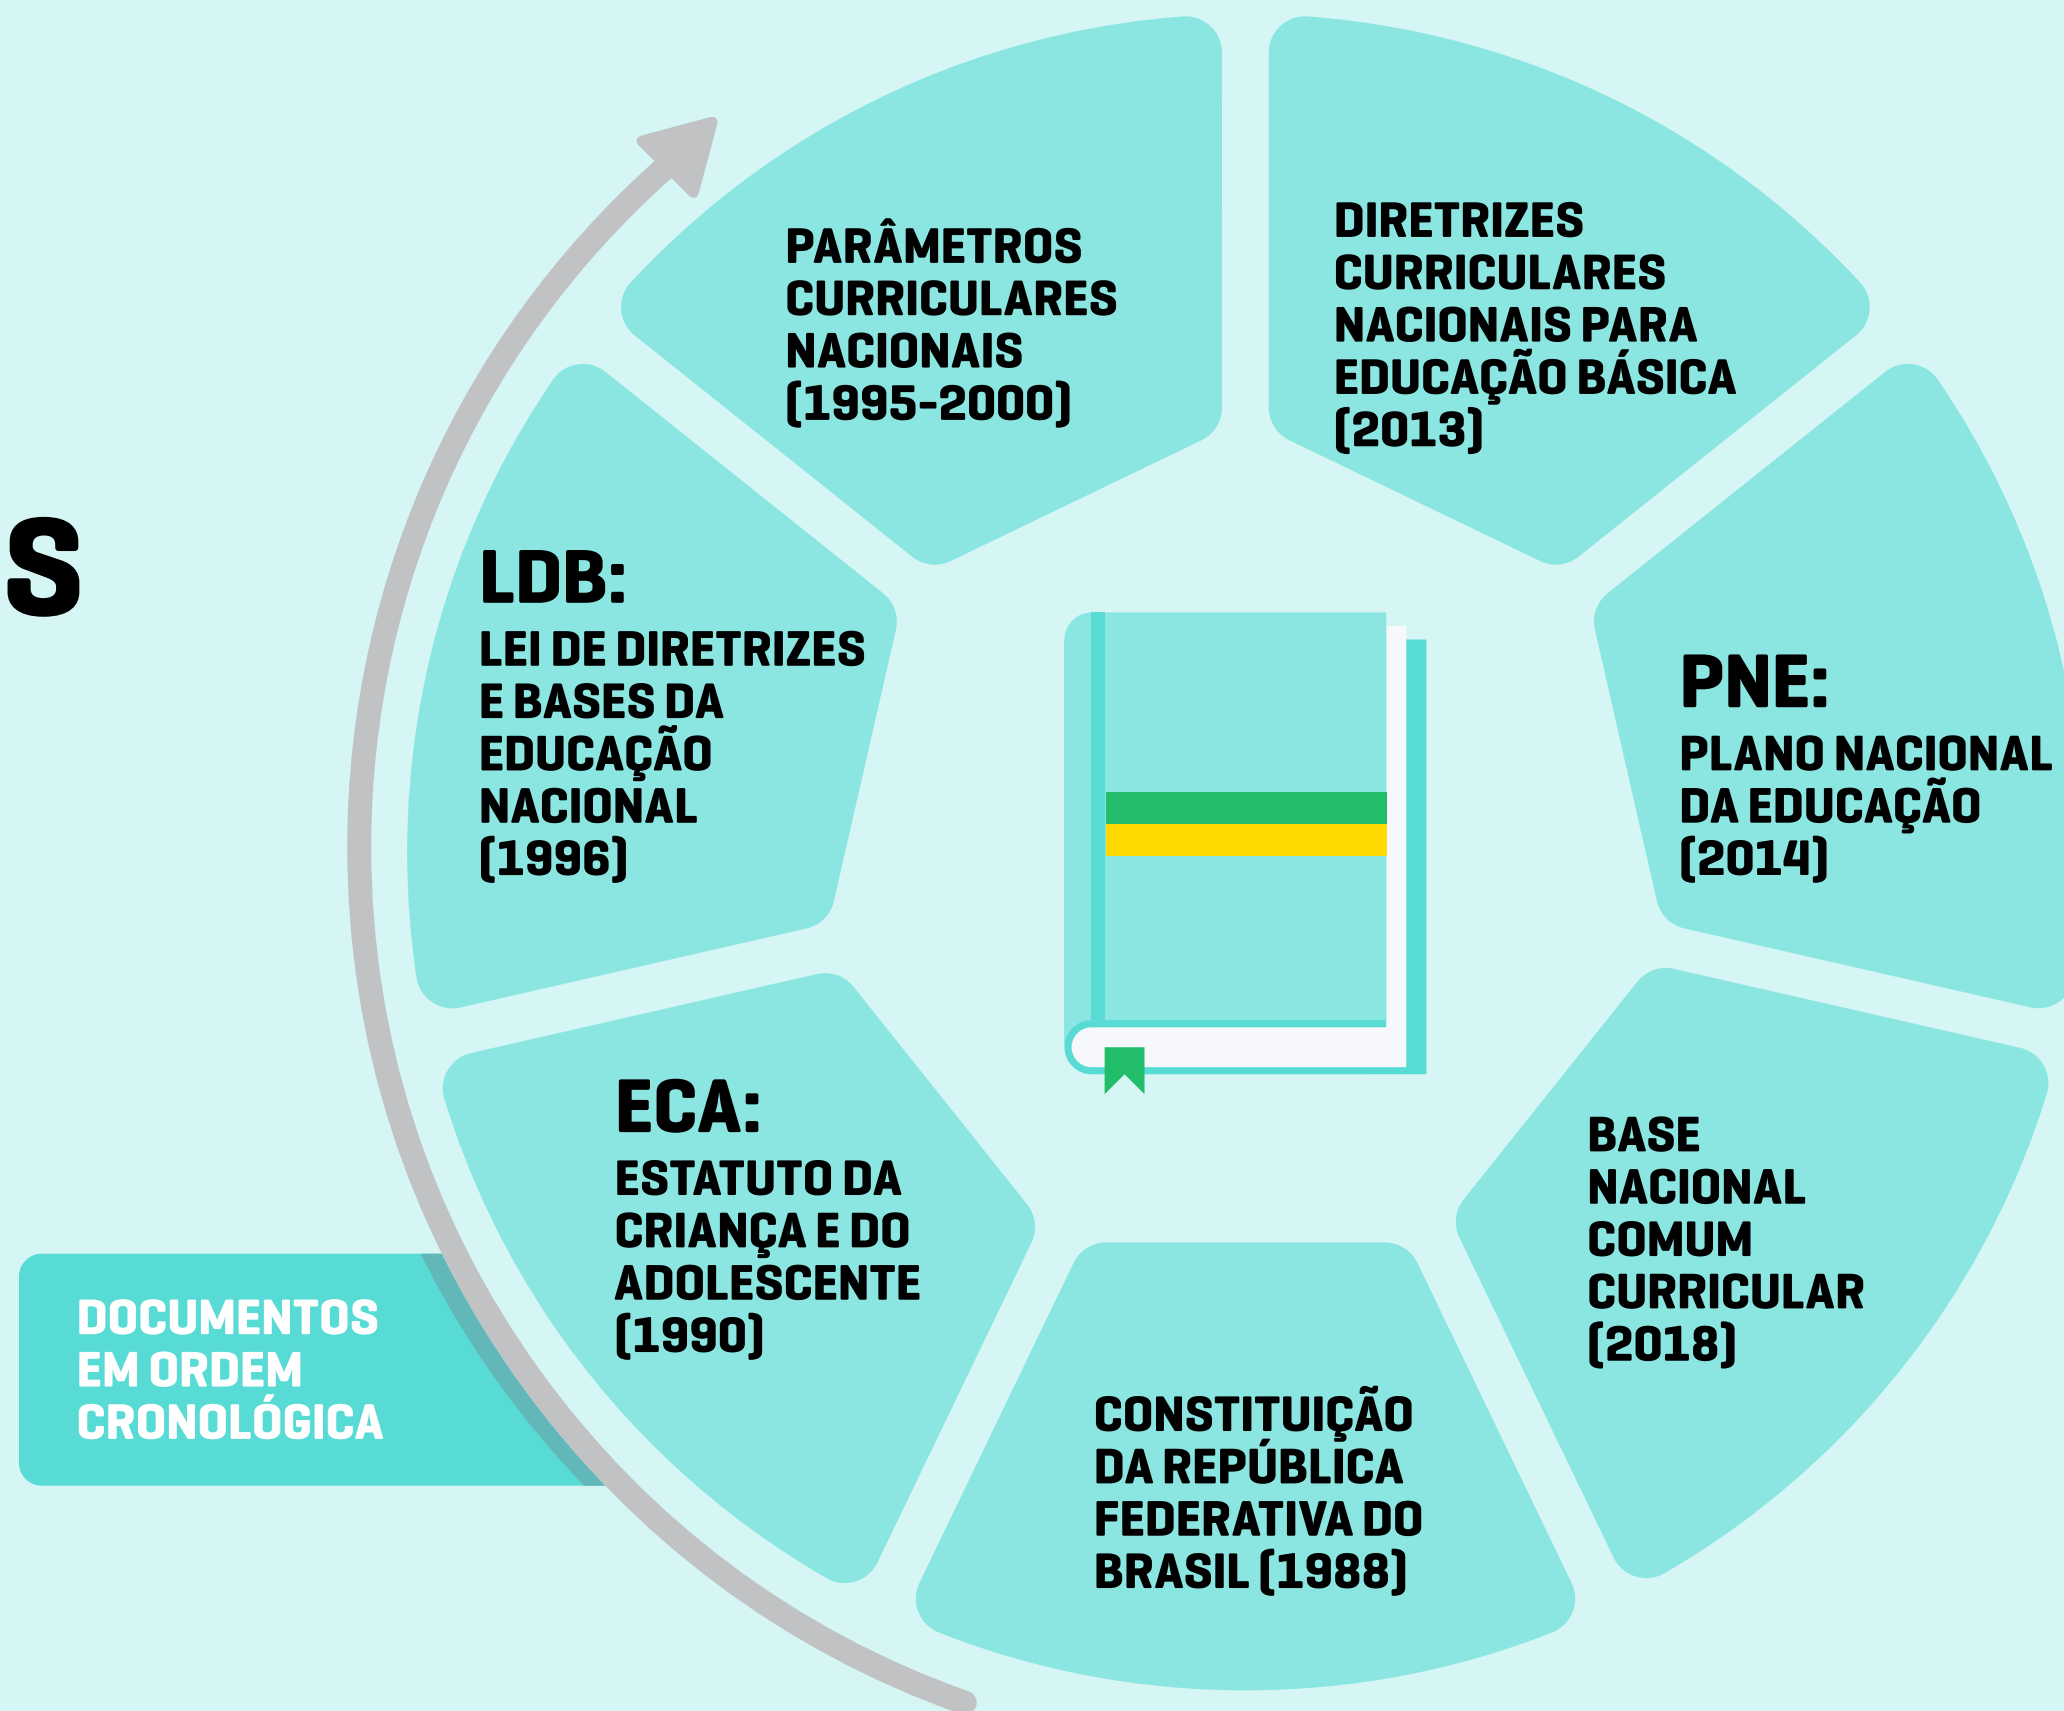 S
DOCUMENTOS
EM ORDEM
CRONOLÓGICA
CONSTITUIÇÃO
DA REPÚBLICA
FEDERATIVA DO
BRASIL (1988)
ECA:
ESTATUTO DA
CRIANÇA E DO
ADOLESCENTE
(1990)
LDB:
LEI DE DIRETRIZES
E BASES DA
EDUCAÇÃO
NACIONAL
(1996)
PARÂMETROS
CURRICULARES
NACIONAIS
(1995-2000)
DIRETRIZES
CURRICULARES
NACIONAIS PARA
EDUCAÇÃO BÁSICA
(2013)
PNE:
PLANO NACIONAL
DA EDUCAÇÃO
(2014)
BASE
NACIONAL
COMUM
CURRICULAR
(2018)